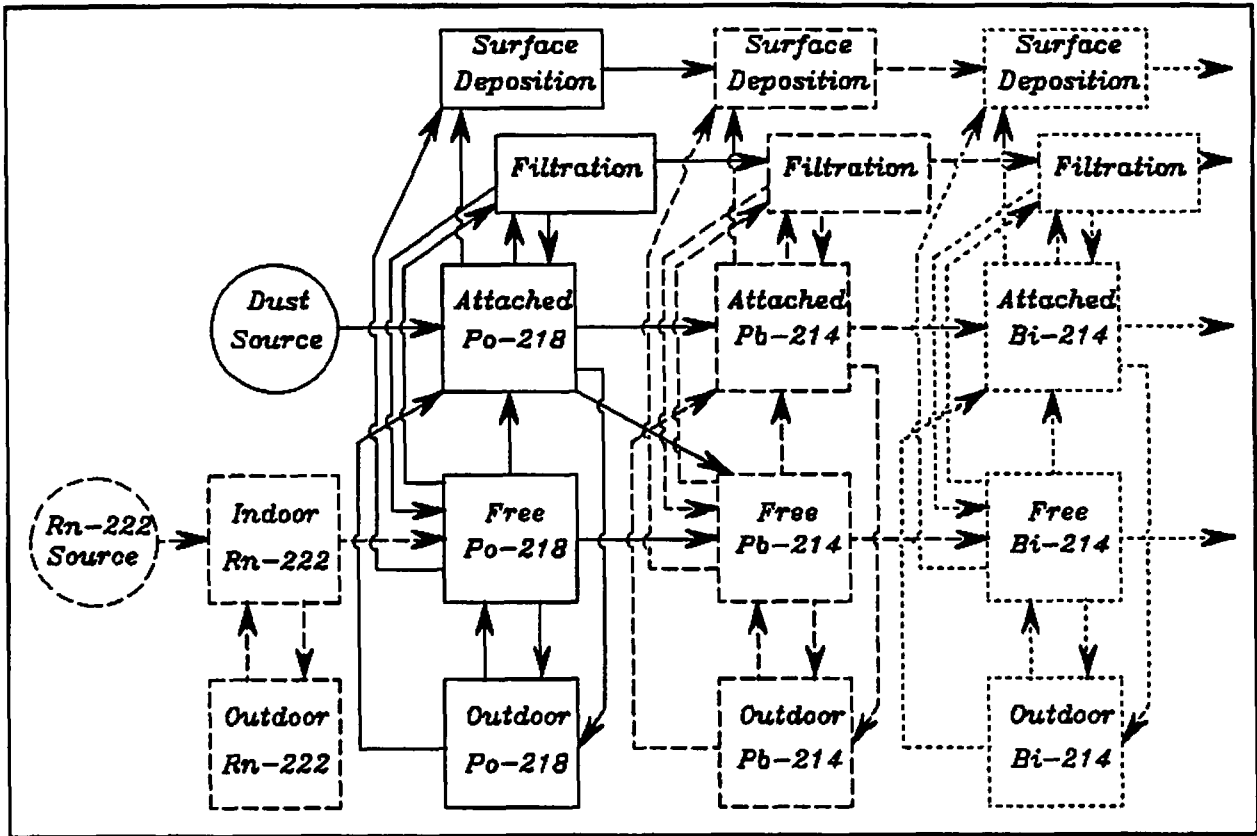 Surface
Deposition
Surface
Deposition
Surface
Deposition
Filtration
Filtration
Filtration
Dust
Source
Attached
Po-218
Attached
Pb-214
Attached
Bi-214
Rn-222
Source
Indoor
Rn-222
Free
Po-218
Free
Pb-214
Free
Bi-214
Outdoor
Rn-222
Outdoor
Po-218
Outdoor
Pb-214
Outdoor
Bi-214